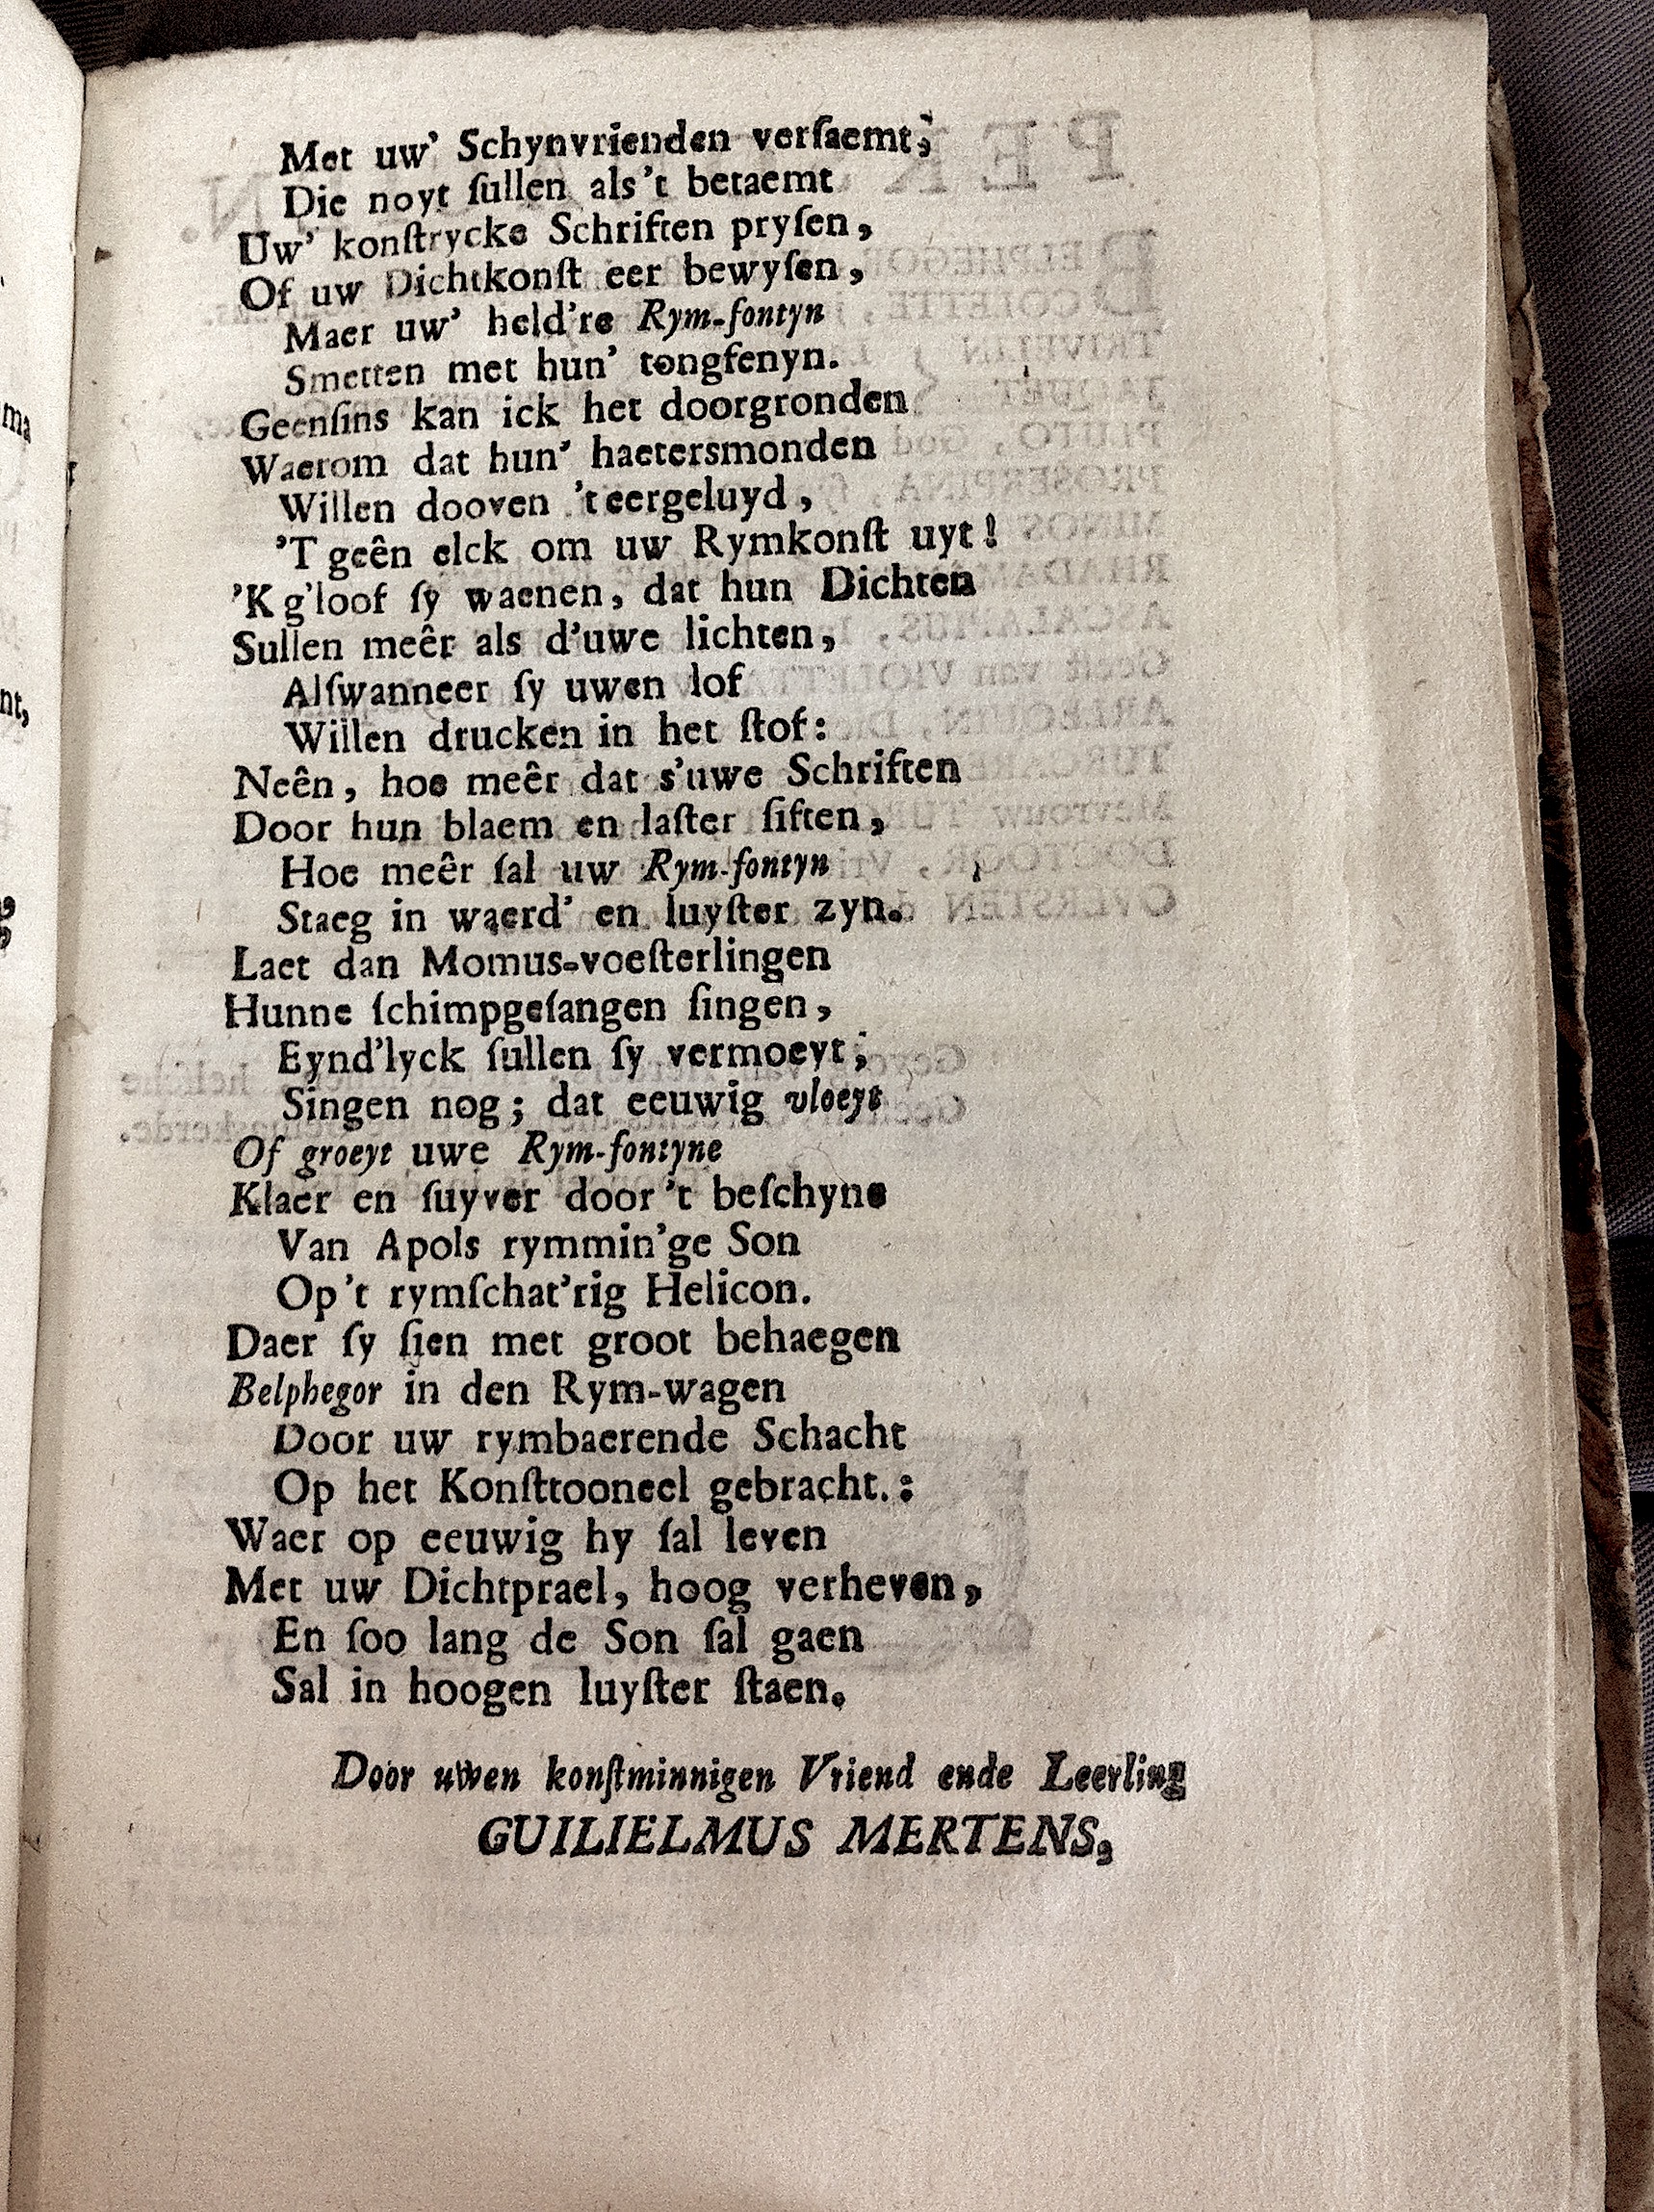 Met uw' Schynvrienden verſaemt;
Die noyt ſullen als 't betaemt
Uw' konſtrycke Schriften pryſen,
Of uw Dichtkonſt eer bewyſen,
Maer uw' held're Rym-fontyn
Smetten met hun' tongfenyn.
Geenſins kan ick het doorgronden
Waerom dat hun' haetersmonden
Willen dooven 't eergeluyd,
'T geên elck om uw Rymkonſt uyt!
'K g'loof ſy waenen, dat hun Dichten
Sullen meêr als d'uwe lichten,
Alſwanneer ſy uwen lof
Willen drucken in het ſtof:
Neên, hoe meêr dat s'uwe Schriften
Door hun blaem en laſter ſiften,
Hoe meêr ſal uw Rym-fontyn
Staeg in waerd' en luyſter zyn.
Laet dan Momus-voeſterlingen
Hunne ſchimpgeſangen ſingen,
Eynd'lyck ſullen ſy vermoeyt;
Singen nog; dat eeuwig vloeyt
Of groeyt uwe Rym-fontyne
Klaer en ſuyver door 't beſchyne
Van Apols rymmin'ge Son
Op 't rymſchat'rig Helicon.
Daer ſy ſien met groot behaegen
Belphegor in den Rym-wagen
Door uw rymbaerende Schacht
Op het Konſttooneel gebracht.:
Waer op eeuwig hy ſal leven
Met uw Dichtprael, hoog verheven,
En ſoo lang de Son ſal gaen
Sal in hoogen luyſter ſtaen.
Door uwen konſtminnigen Vriend ende Leerling
GUILIELMUS MERTENS,